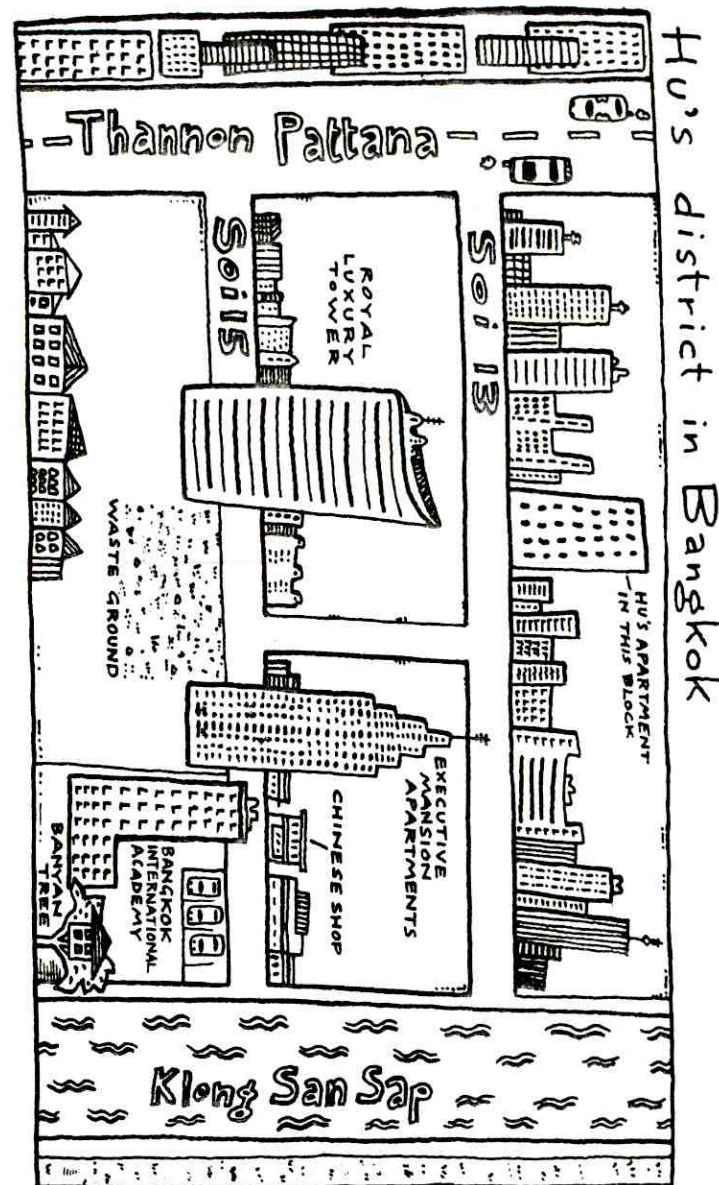 Hu's district in Bangkok
Thannon Pattana
Soi 15
Soi 13
ROYAL
LUXURY
TOWER
HU'S APARTMENT
IN THIS BLOCK
WASTE GROUND
EXECUTIVE
MANSION
APARTMENTS
CHINESE SHOP
BANGKOK
INTERNATIONAL
ACADEMY
BANYAN
TREE
Klong San Sap